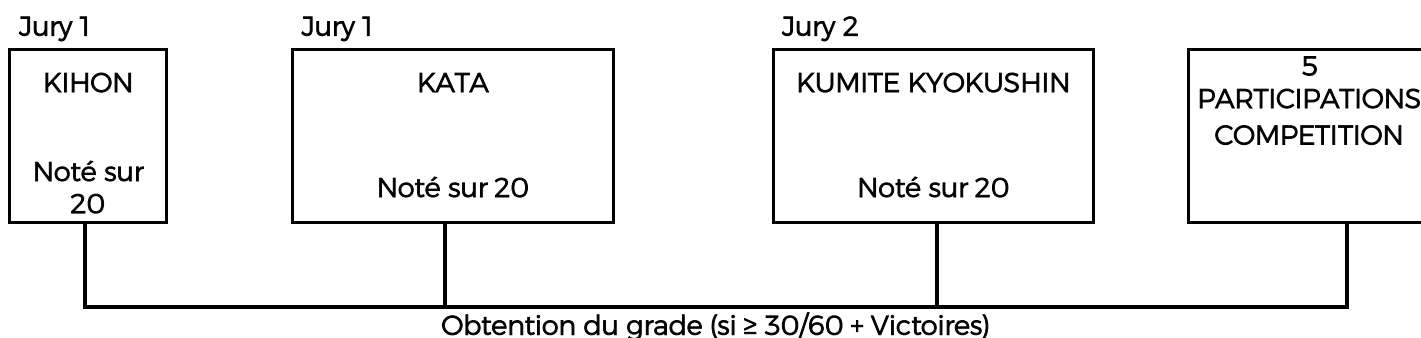 Jury 1
KIHON
Noté sur
20
Jury 1
KATA
Noté sur 20
Jury 2
KUMITE KYOKUSHIN
Noté sur 20
5
PARTICIPATIONS
COMPETITION
Obtention du grade (si ≥ 30/60 + Victoires)